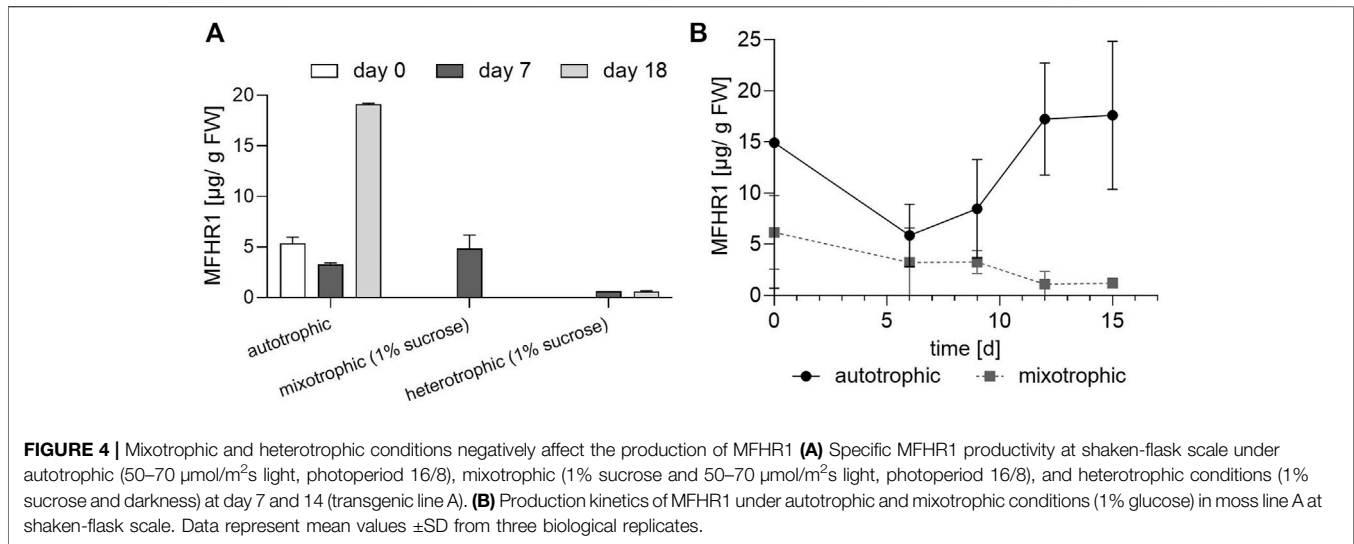 A
day 0 day 7 day 18
MFHR1 [µg/ g FW]
20
15
10
5
0
autotrophic
mixotrophic (1% sucrose)
heterotrophic (1% sucrose)
B
MFHR1 [µg/ g FW]
25
20
15
10
5
0
0 5 10 15
time [d]
autotrophic mixotrophic
FIGURE 4 | Mixotrophic and heterotrophic conditions negatively affect the production of MFHR1 (A) Specific MFHR1 productivity at shaken-flask scale under
autotrophic (50–70 µmol/m²s light, photoperiod 16/8), mixotrophic (1% sucrose and 50–70 µmol/m²s light, photoperiod 16/8), and heterotrophic conditions (1%
sucrose and darkness) at day 7 and 14 (transgenic line A). (B) Production kinetics of MFHR1 under autotrophic and mixotrophic conditions (1% glucose) in moss line A at
shaken-flask scale. Data represent mean values ±SD from three biological replicates.